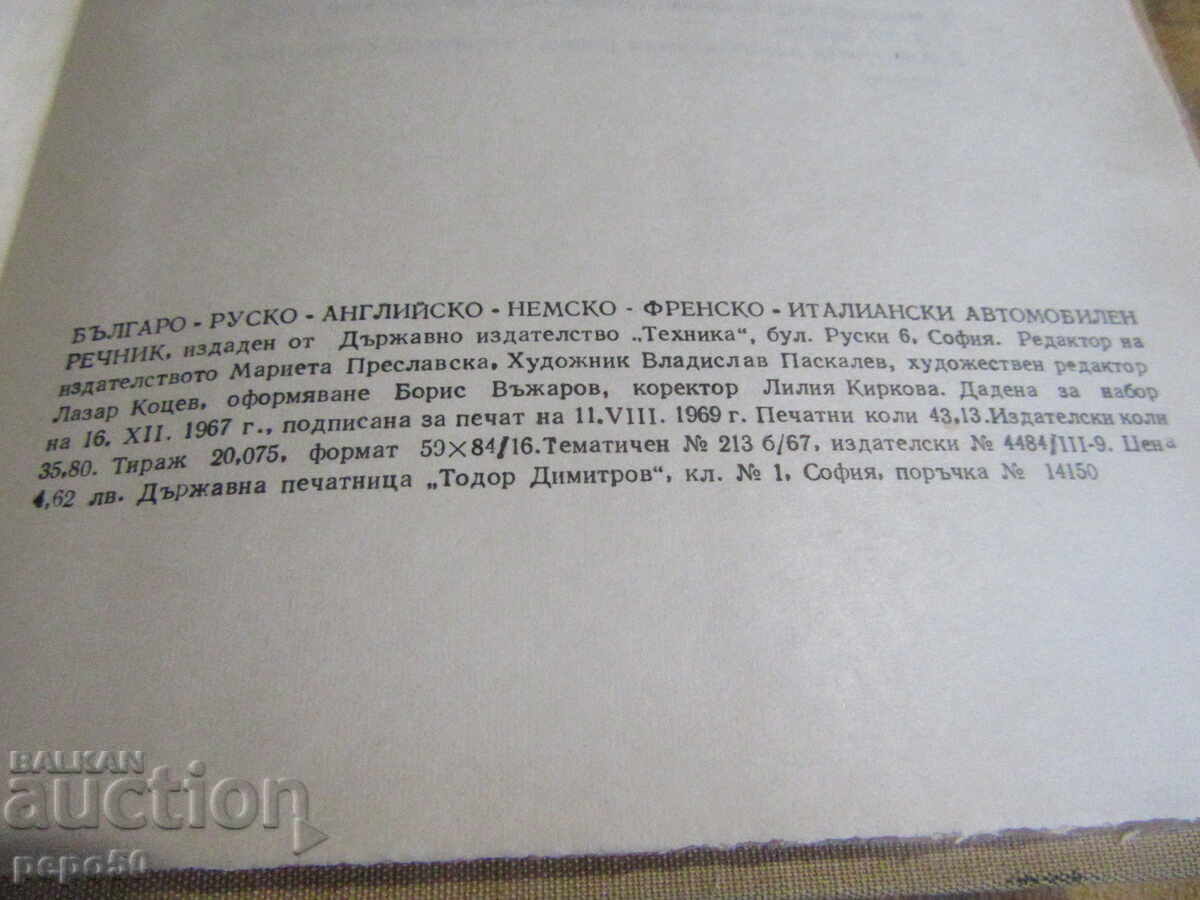 БЪЛГАРО - РУСКО - АНГЛИЙСКО - НЕМСКО - ФРЕНСКО - ИТАЛИАНСКИ АВТОМОБИЛЕН
РЕЧНИК, издаден от Държавно издателство „Техника“, бул. Руски 6, София. Редактор на
издателството Мариета Преславска, Художник Владислав Паскалев, художествен редактор
Лазар Коцев, оформяване Борис Въжаров, коректор Лилия Киркова. Дадена за набор
на 16. XII. 1967 г., подписана за печат на 11. VIII. 1969 г. Печатни коли 43,13. Издателски коли
35,80. Тираж 20,075, формат 59×84/16. Тематичен № 213 б/67, издателски № 4484/III-9. Цена
4,62 лв. Държавна печатница „Тодор Димитров“, кл. № 1, София, поръчка № 14150
BALKAN
auction
pepo50